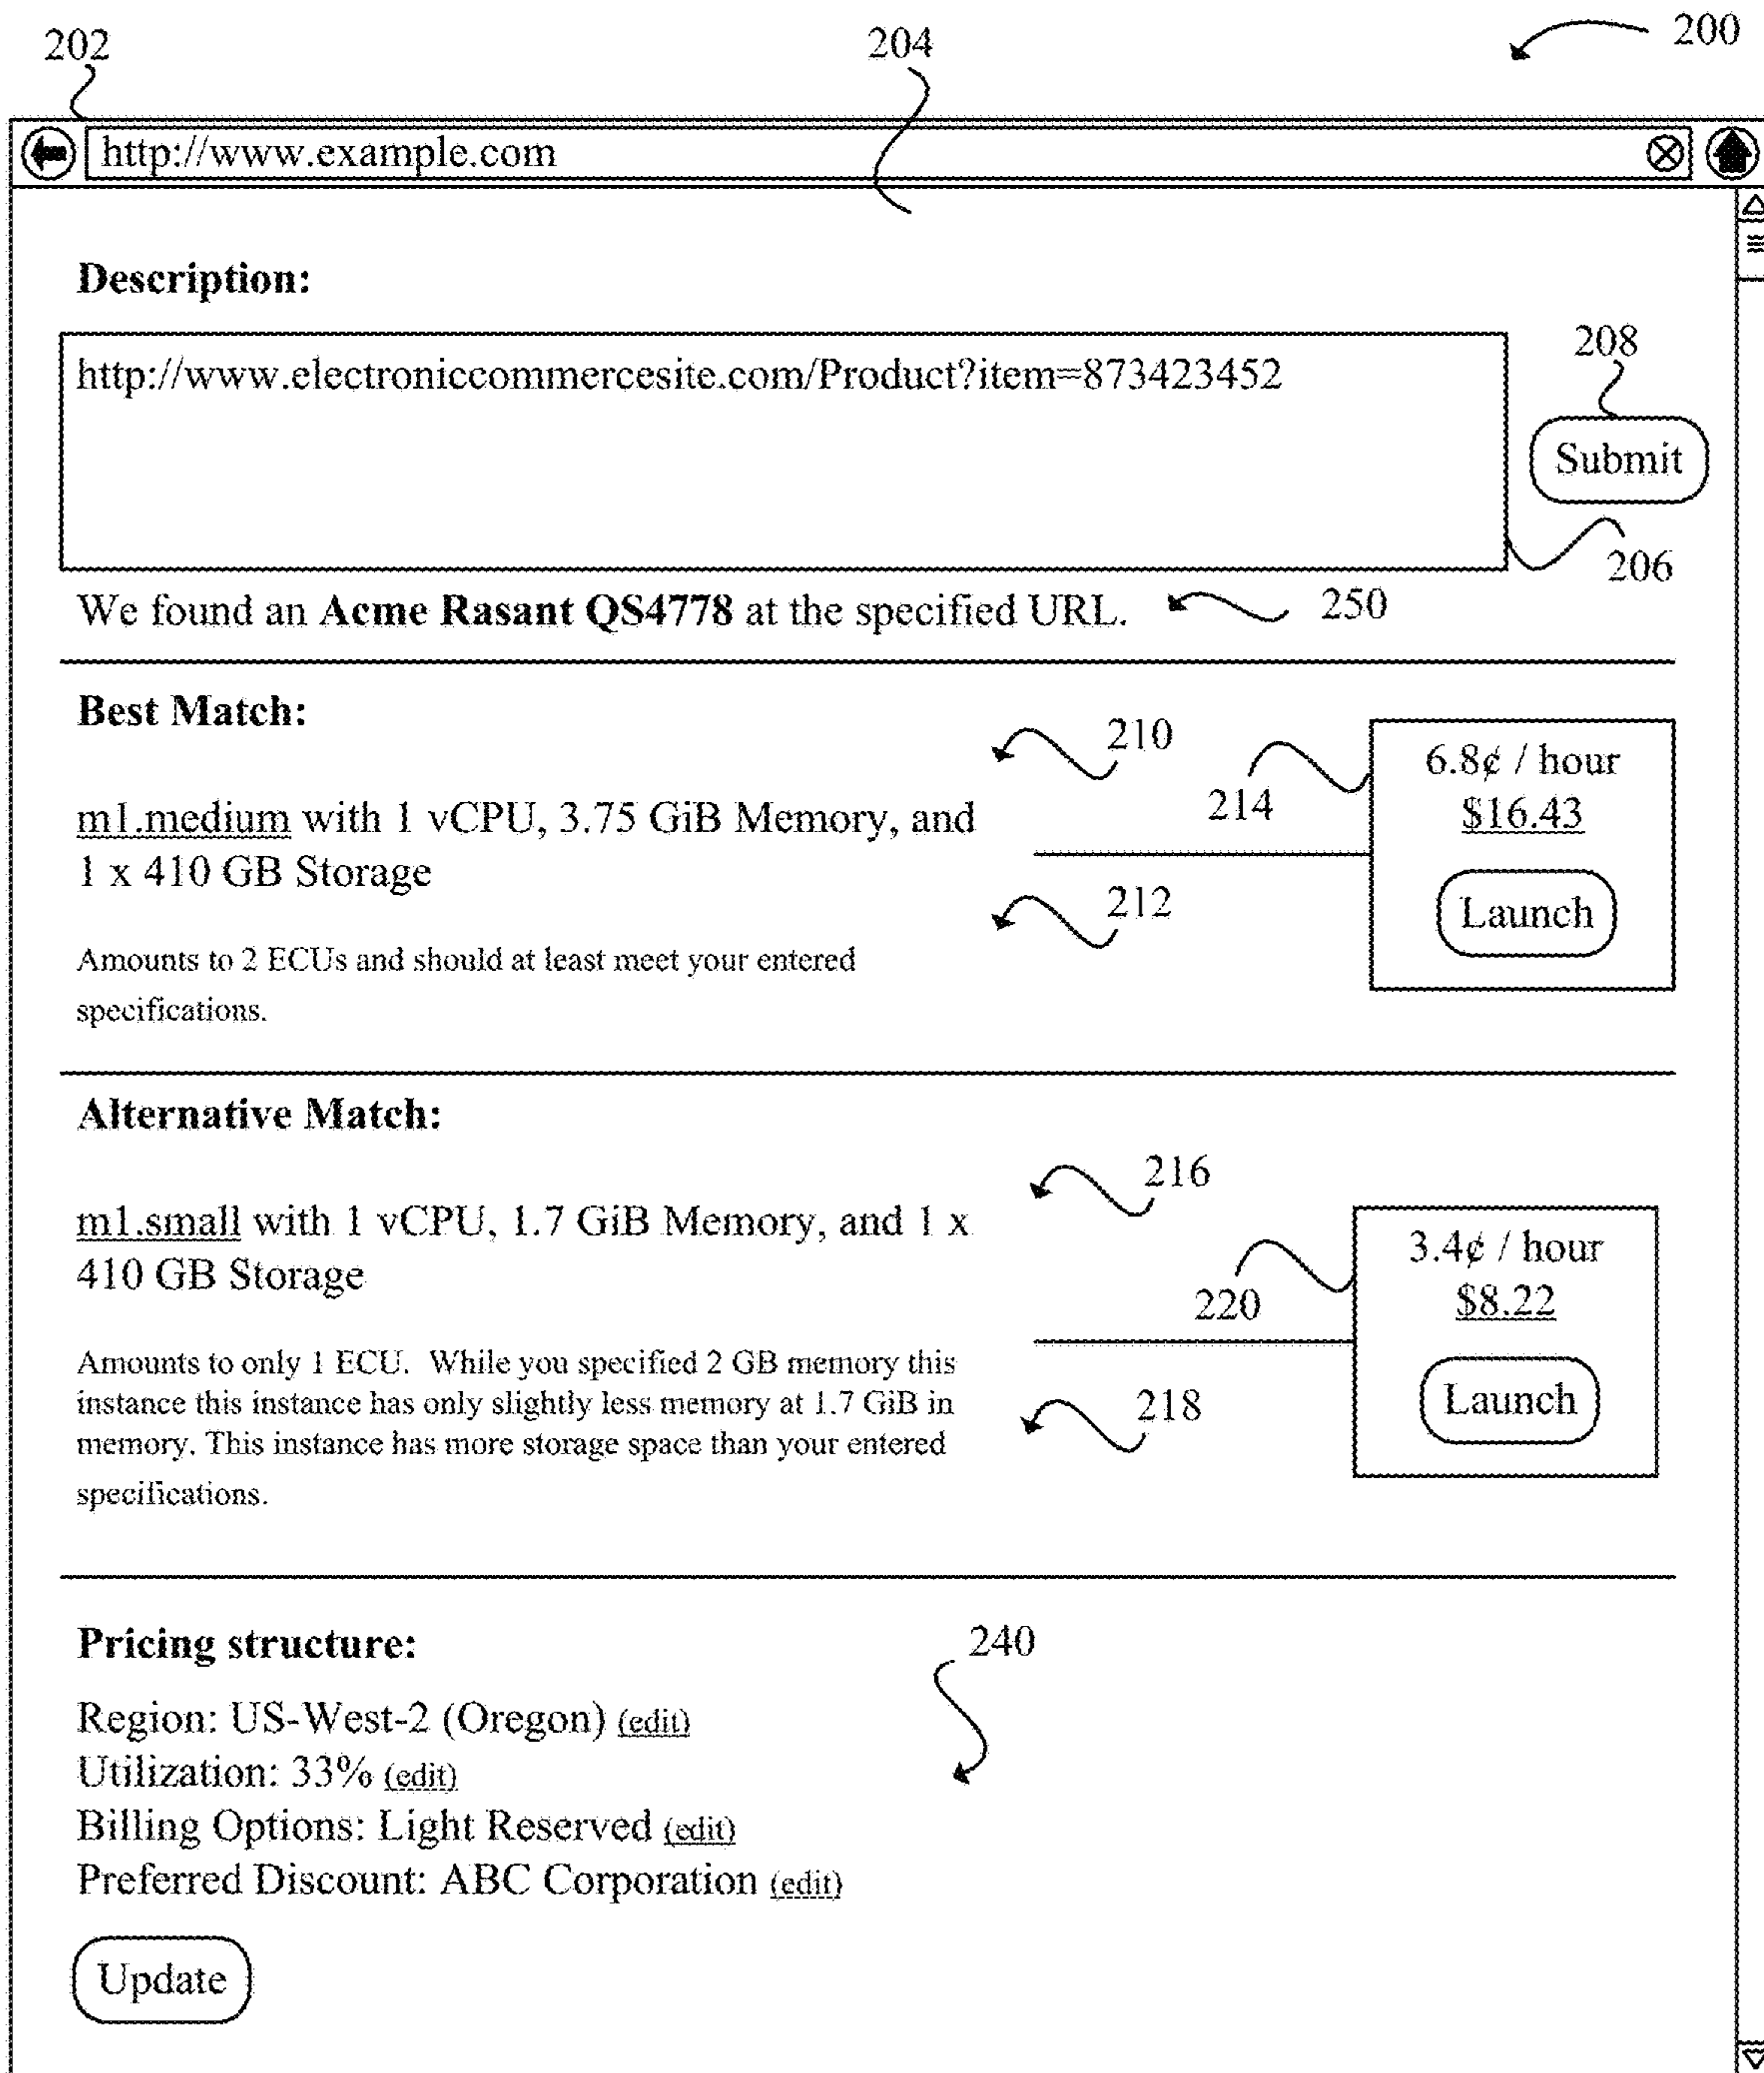 202
204
200
http://www.example.com
Description:
http://www.electroniccommercesite.com/Product?item=873423452
208
Submit
206
We found an Acme Rasant QS4778 at the specified URL.
250
Best Match:
210
214
6.8¢ / hour
$16.43
m1.medium with 1 vCPU, 3.75 GiB Memory, and
1 x 410 GB Storage
212
Launch
Amounts to 2 ECUs and should at least meet your entered
specifications.
Alternative Match:
216
m1.small with 1 vCPU, 1.7 GiB Memory, and 1 x
410 GB Storage
220
3.4¢ / hour
$8.22
Amounts to only 1 ECU. While you specified 2 GB memory this
instance this instance has only slightly less memory at 1.7 GiB in
memory. This instance has more storage space than your entered
specifications.
218
Launch
Pricing structure:
240
Region: US-West-2 (Oregon) (edit)
Utilization: 33% (edit)
Billing Options: Light Reserved (edit)
Preferred Discount: ABC Corporation (edit)
Update